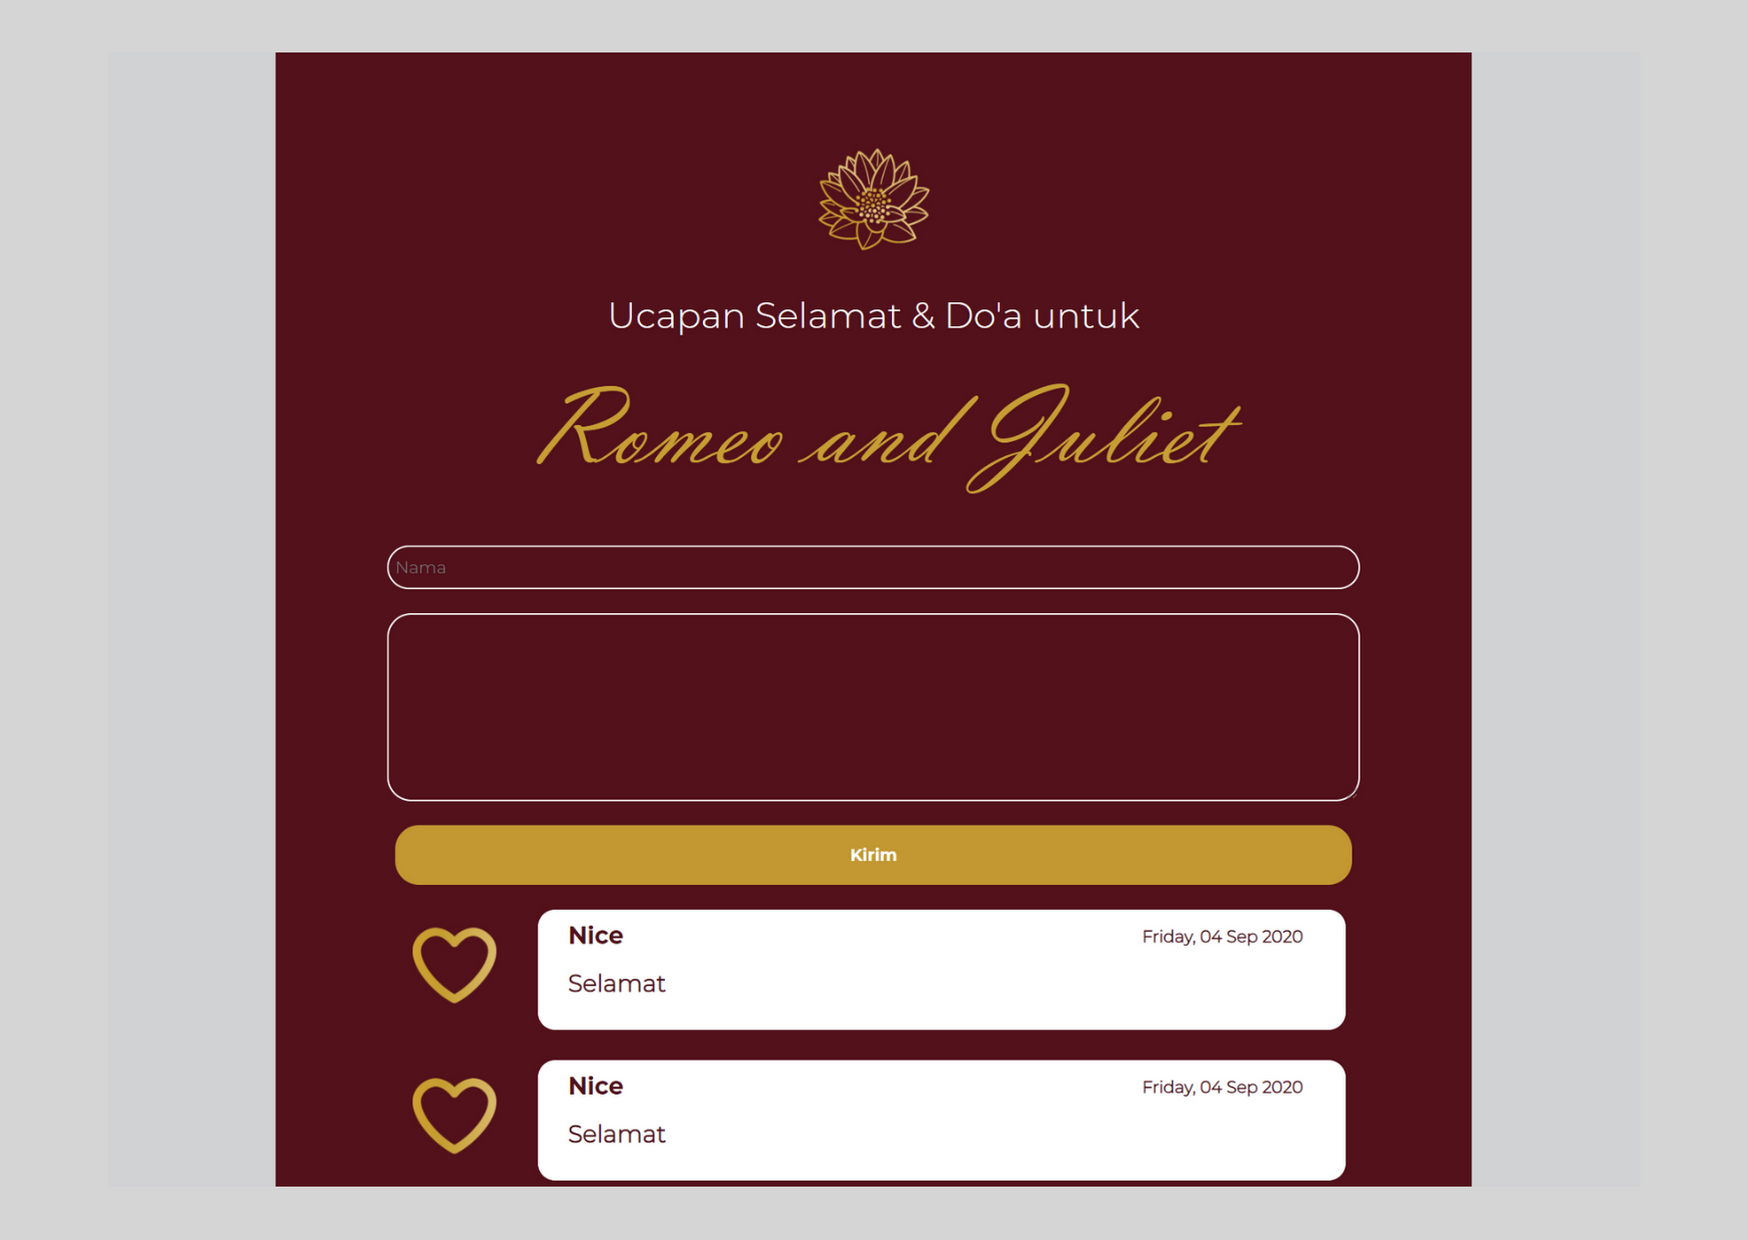 Ucapan Selamat & Do'a untuk
Romeo and Juliet
Nama
Kirim
Nice
Friday, 04 Sep 2020
Selamat
Nice
Friday, 04 Sep 2020
Selamat